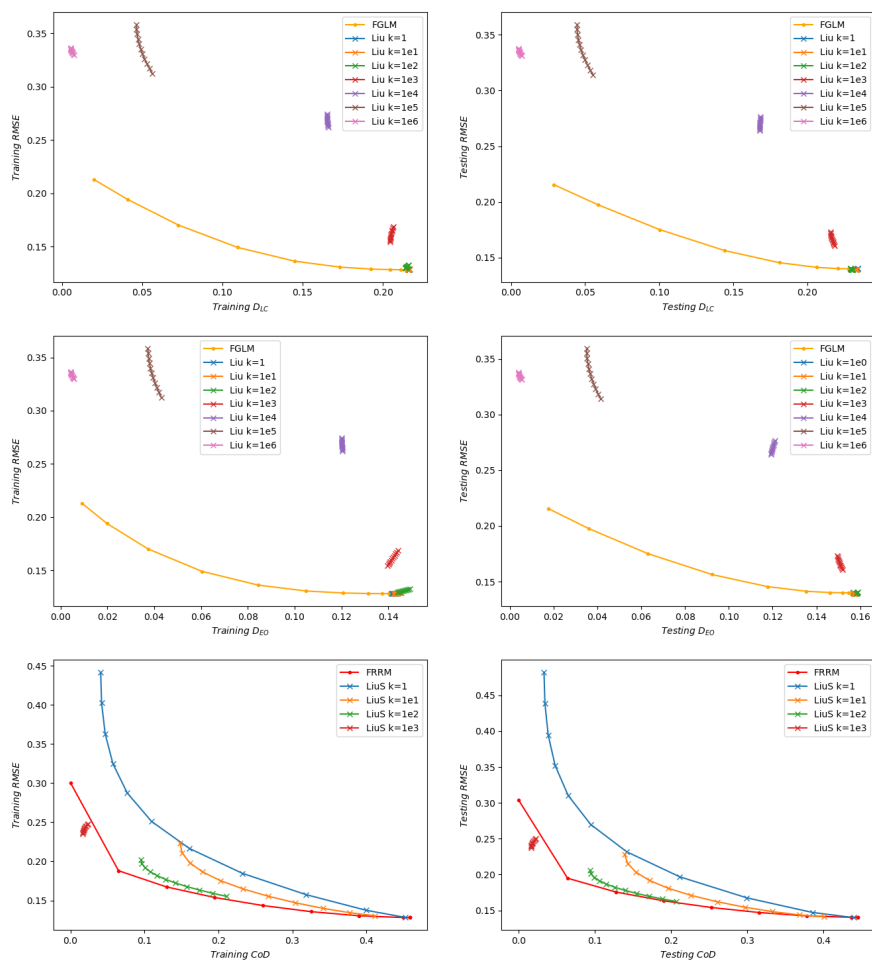 0.35
0.30
0.25
0.20
0.15
Training RMSE
FGLM
Liu k=1
Liu k=1e1
Liu k=1e2
Liu k=1e3
Liu k=1e4
Liu k=1e5
Liu k=1e6
0.00 0.05 0.10 0.15 0.20
Training D_LC
0.35
0.30
0.25
0.20
0.15
Testing RMSE
FGLM
Liu k=1
Liu k=1e1
Liu k=1e2
Liu k=1e3
Liu k=1e4
Liu k=1e5
Liu k=1e6
0.00 0.05 0.10 0.15 0.20
Testing D_LC
0.35
0.30
0.25
0.20
0.15
Training RMSE
FGLM
Liu k=1
Liu k=1e1
Liu k=1e2
Liu k=1e3
Liu k=1e4
Liu k=1e5
Liu k=1e6
0.00 0.02 0.04 0.06 0.08 0.10 0.12 0.14
Training D_EO
0.35
0.30
0.25
0.20
0.15
Testing RMSE
FGLM
Liu k=1e0
Liu k=1e1
Liu k=1e2
Liu k=1e3
Liu k=1e4
Liu k=1e5
Liu k=1e6
0.00 0.02 0.04 0.06 0.08 0.10 0.12 0.14 0.16
Testing D_EO
0.45
0.40
0.35
0.30
0.25
0.20
0.15
Training RMSE
FRRM
LiuS k=1
LiuS k=1e1
LiuS k=1e2
LiuS k=1e3
0.0 0.1 0.2 0.3 0.4
Training CoD
0.45
0.40
0.35
0.30
0.25
0.20
0.15
0.10
Testing RMSE
FRRM
LiuS k=1
LiuS k=1e1
LiuS k=1e2
LiuS k=1e3
0.0 0.1 0.2 0.3 0.4
Testing CoD